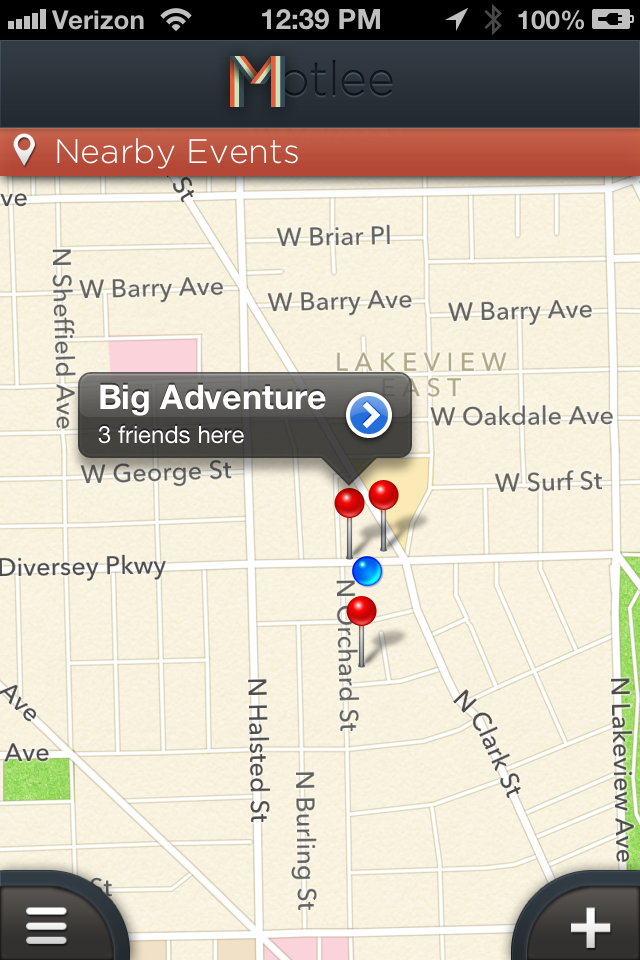 Verizon 12:39 PM 100%
Motlee
Nearby Events
ve
St
W Briar Pl
N Sheffield Ave
W Barry Ave
W Barry Ave
W Barry Ave
LAKEVIEW
EAST
Big Adventure
3 friends here
W Oakdale Ave
W George St
W Surf St
Diversey Pkwy
N Orchard St
Ave
N Halsted St
N Clark St
N Lakeview Ave
Ave
N Burling St
St